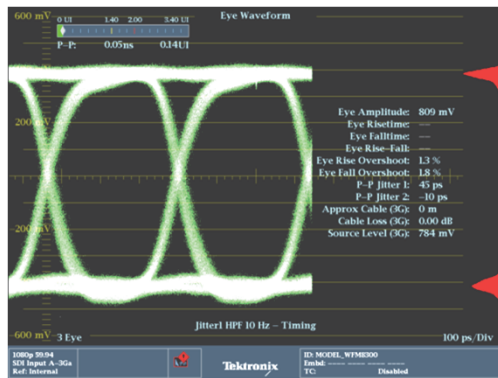 600 mV
Eye Waveform
0 UI 1.40 2.00 3.40 UI
P-P: 0.05ns 0.14UI
200 mV
Eye Amplitude: 809 mV
Eye Risetime: ---
Eye Falltime: ---
Eye Rise-Fall: ---
Eye Rise Overshoot: 1.3 %
Eye Fall Overshoot: 1.8 %
P-P Jitter 1: 45 ps
P-P Jitter 2: -10 ps
Approx Cable (3G): 0 m
Cable Loss (3G): 0.00 dB
Source Level (3G): 784 mV
-200 mV
Jitter1 HPF 10 Hz - Timing
-600 mV 3 Eye 100 ps/Div
1080p 59.94
SDI Input A-3Ga
Ref: Internal
Tektronix
ID: MODEL_WFM8300
Embd: ---- ---- ---- ----
TC: Disabled